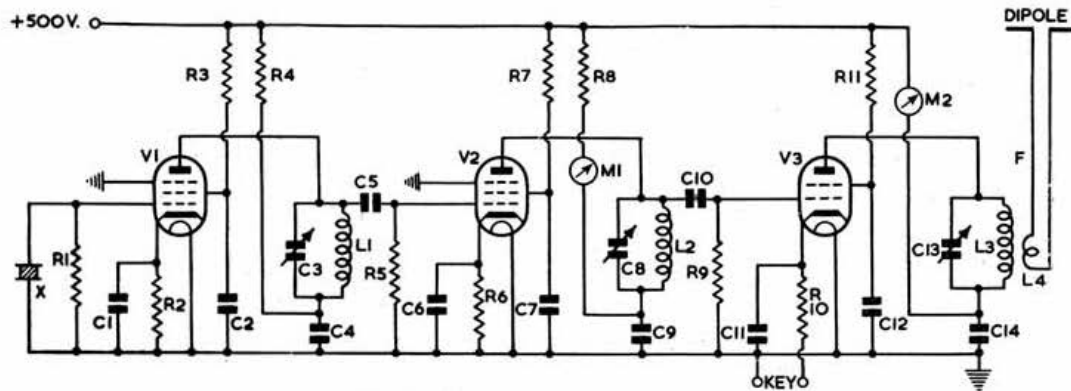 +500V.
DIPOLE
R3
R4
R7
R8
R11
M2
V1
V2
M1
V3
F
C5
C10
R1
X
C3
L1
R5
C8
L2
R9
C13
L3
L4
C1
R2
C2
C4
C6
R6
C7
C9
C11
R
10
C12
C14
KEY